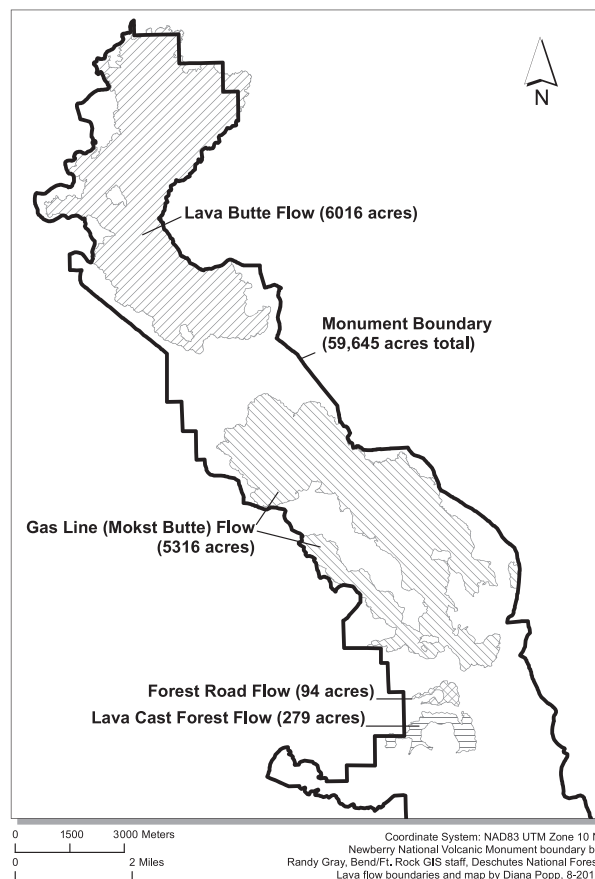 N
Lava Butte Flow (6016 acres)
Monument Boundary
(59,645 acres total)
Gas Line (Mokst Butte) Flow
(5316 acres)
Forest Road Flow (94 acres)
Lava Cast Forest Flow (279 acres)
0 1500 3000 Meters
0 2 Miles
Coordinate System: NAD83 UTM Zone 10 N
Newberry National Volcanic Monument boundary b
Randy Gray, Bend/Ft. Rock GIS staff, Deschutes National Fores
Lava flow boundaries and map by Diana Popp, 8-201